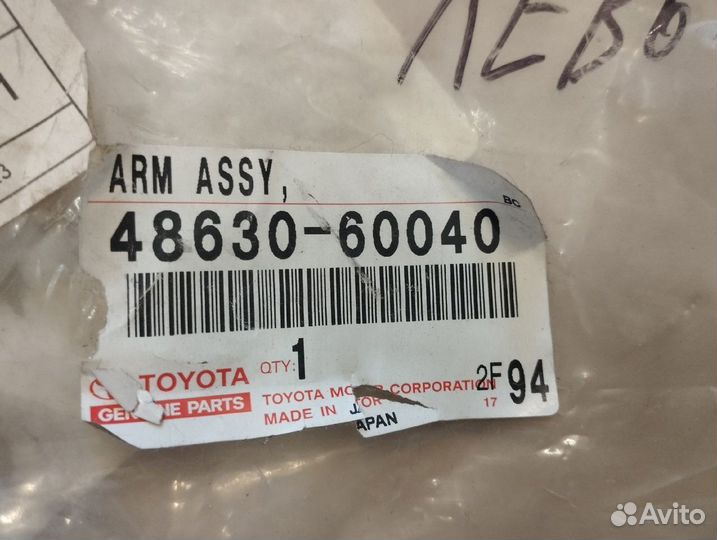 ЛЕВО
ARM ASSY,
BC
48630-60040
TOYOTA
GENUINE PARTS
QTY: 1
TOYOTA MOTOR CORPORATION 17
MADE IN JAPAN
2F 94
Avito